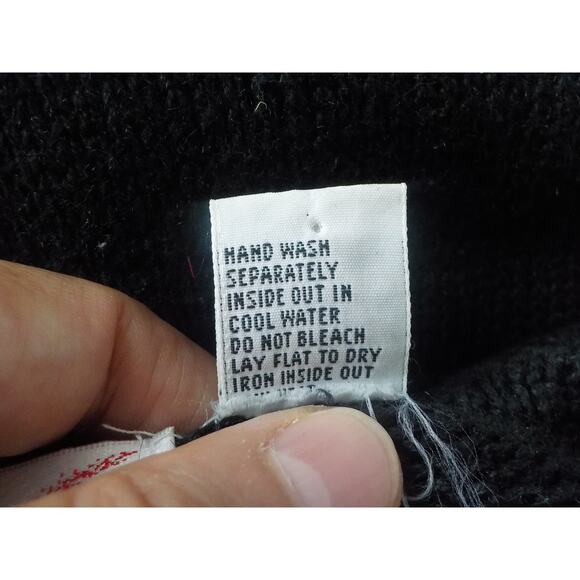 HAND WASH
SEPARATELY
INSIDE OUT IN
COOL WATER
DO NOT BLEACH
LAY FLAT TO DRY
IRON INSIDE OUT